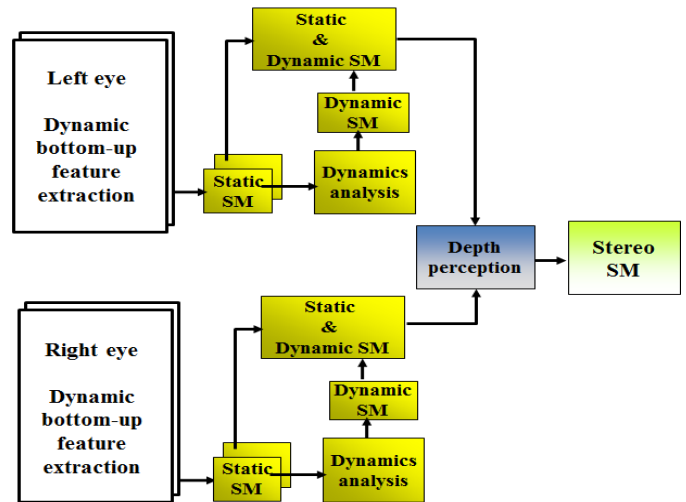 Left eye
Dynamic
bottom-up
feature
extraction
Static
SM
Dynamics
analysis
Dynamic
SM
Static
&
Dynamic SM
Right eye
Dynamic
bottom-up
feature
extraction
Static
SM
Dynamics
analysis
Dynamic
SM
Static
&
Dynamic SM
Depth
perception
Stereo
SM